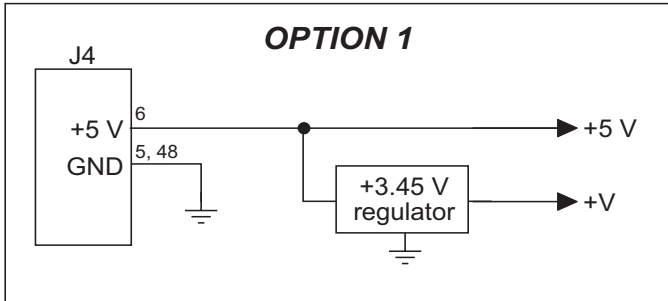 OPTION 1
J4
+5 V
6
+5 V
GND
5, 48
+3.45 V
regulator
+V